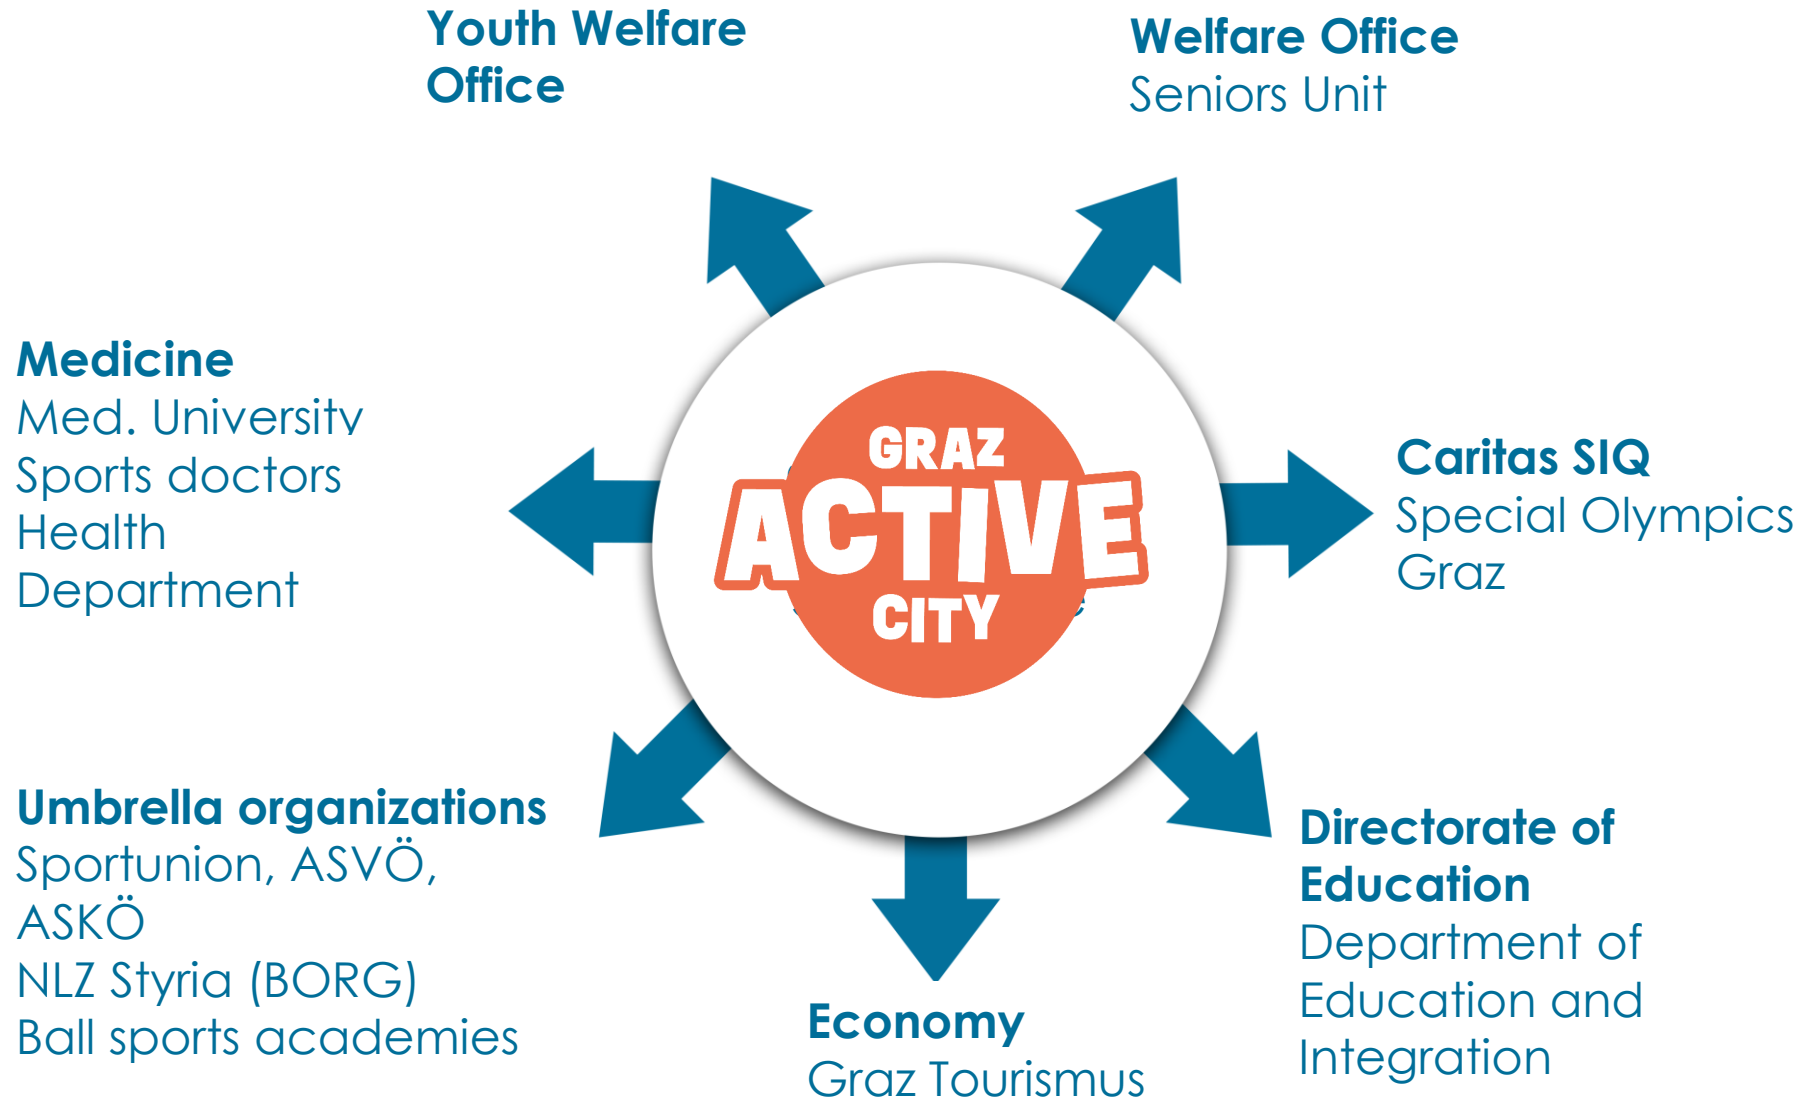 Youth Welfare
Office
Welfare Office
Seniors Unit
Medicine
Med. University
Sports doctors
Health
Department
GRAZ
ACTIVE
CITY
Caritas SIQ
Special Olympics
Graz
Umbrella organizations
Sportunion, ASVÖ,
ASKÖ
NLZ Styria (BORG)
Ball sports academies
Economy
Graz Tourismus
Directorate of
Education
Department of
Education and
Integration